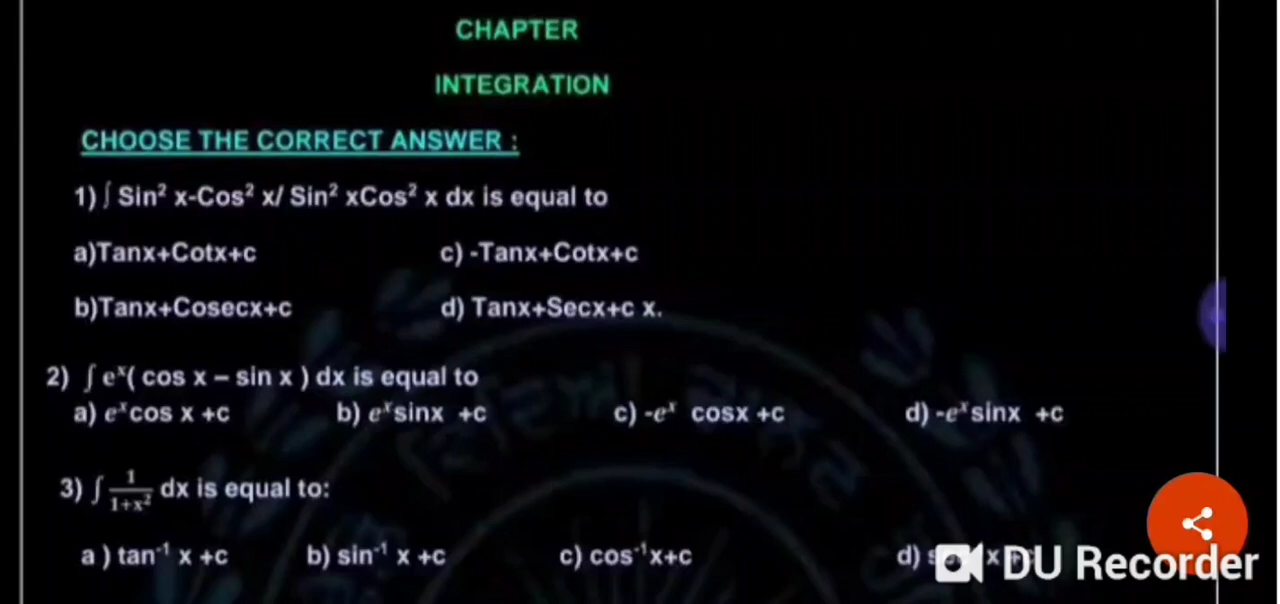 CHAPTER
INTEGRATION
CHOOSE THE CORRECT ANSWER :
1) ∫ Sin² x-Cos² x/ Sin² xCos² x dx is equal to
a)Tanx+Cotx+c c) -Tanx+Cotx+c
b)Tanx+Cosecx+c d) Tanx+Secx+c x.
2) ∫ eˣ( cos x – sin x ) dx is equal to
a) eˣcos x +c b) eˣsinx +c c) -eˣ cosx +c d) -eˣsinx +c
3) ∫ 1/1+x² dx is equal to:
a ) tan⁻¹ x +c b) sin⁻¹ x +c c) cos⁻¹x+c d)
DU Recorder